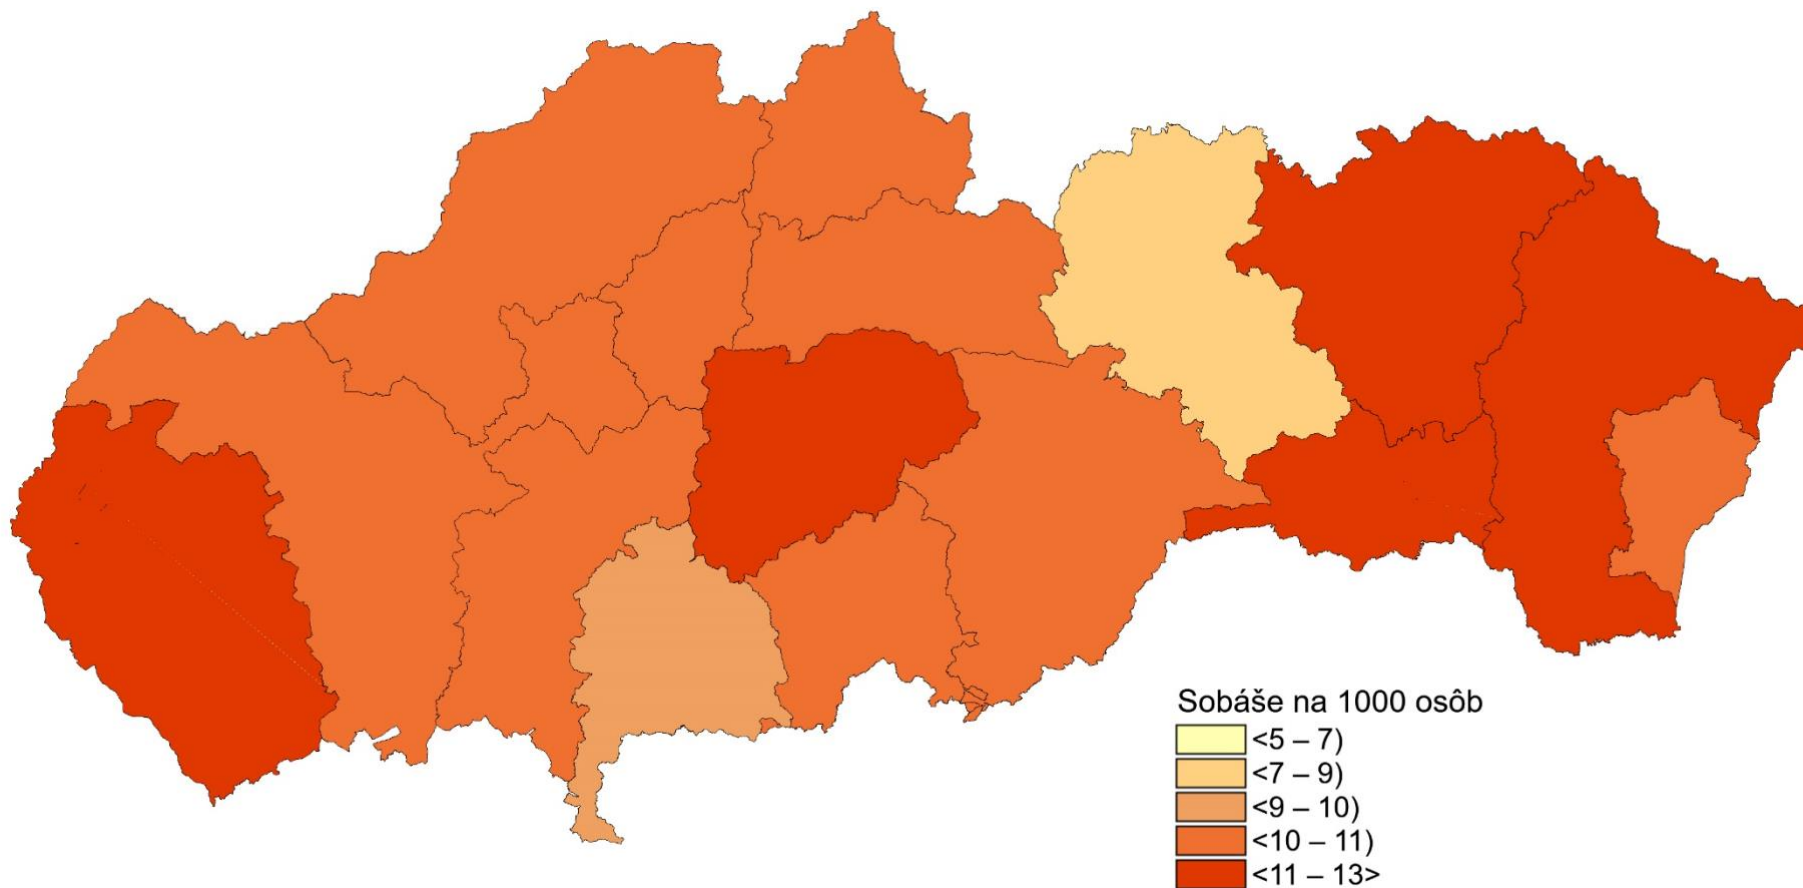 Sobáše na 1000 osôb
<5 – 7)
<7 – 9)
<9 – 10)
<10 – 11)
<11 – 13>